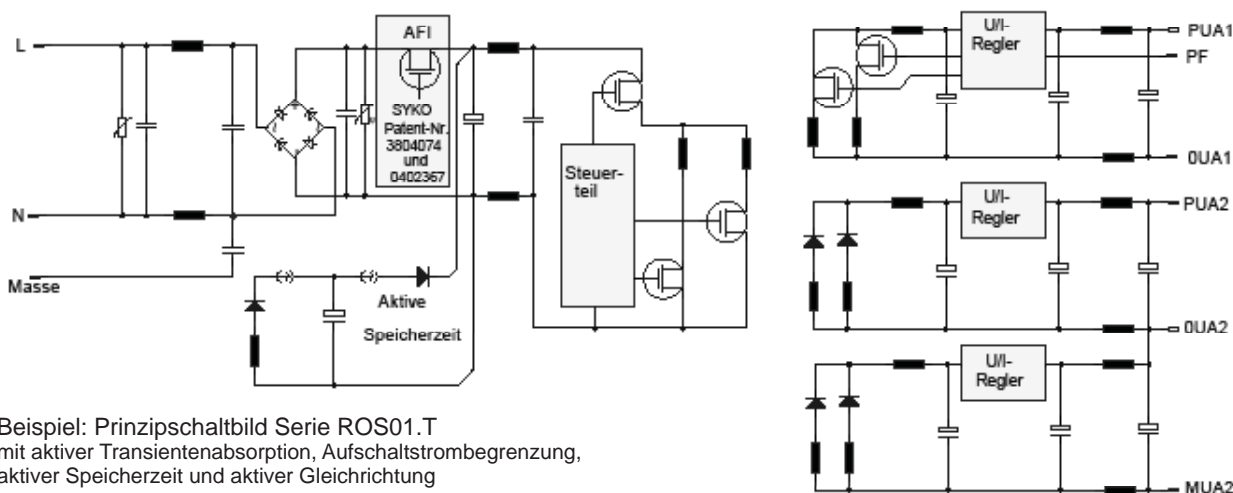 L
N
Masse
AFI
SYKO
Patent-Nr.
3804074
und
0402367
Aktive
Speicherzeit
Steuer-
teil
U/I-
Regler
PUA1
PF
0UA1
U/I-
Regler
PUA2
0UA2
U/I-
Regler
MUA2
Beispiel: Prinzipschaltbild Serie ROS01.T
mit aktiver Transientenabsorption, Aufschaltstrombegrenzung,
aktiver Speicherzeit und aktiver Gleichrichtung